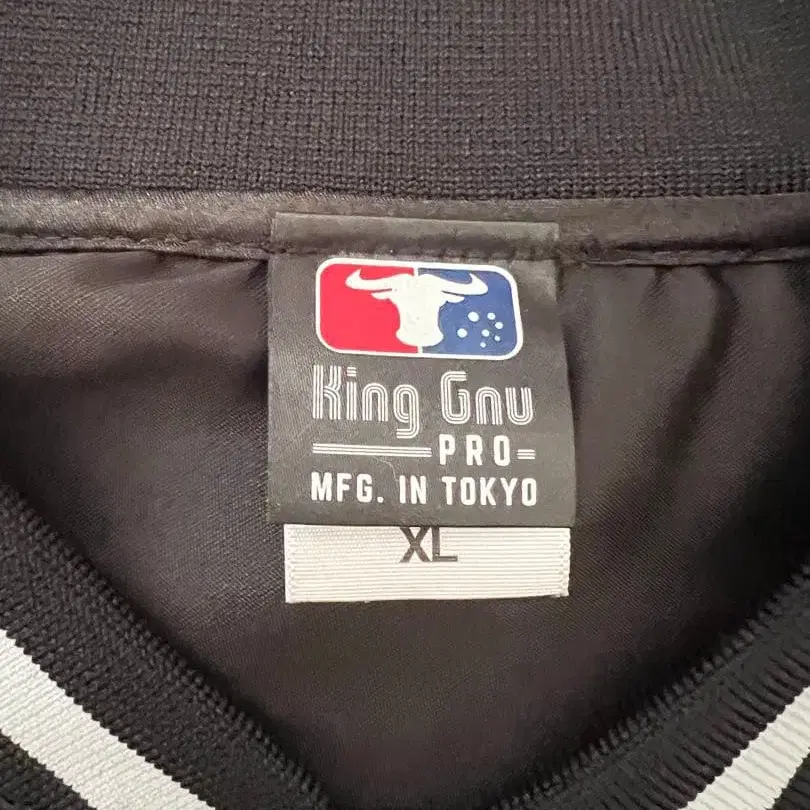 King Gnu
PRO
MFG. IN TOKYO
XL